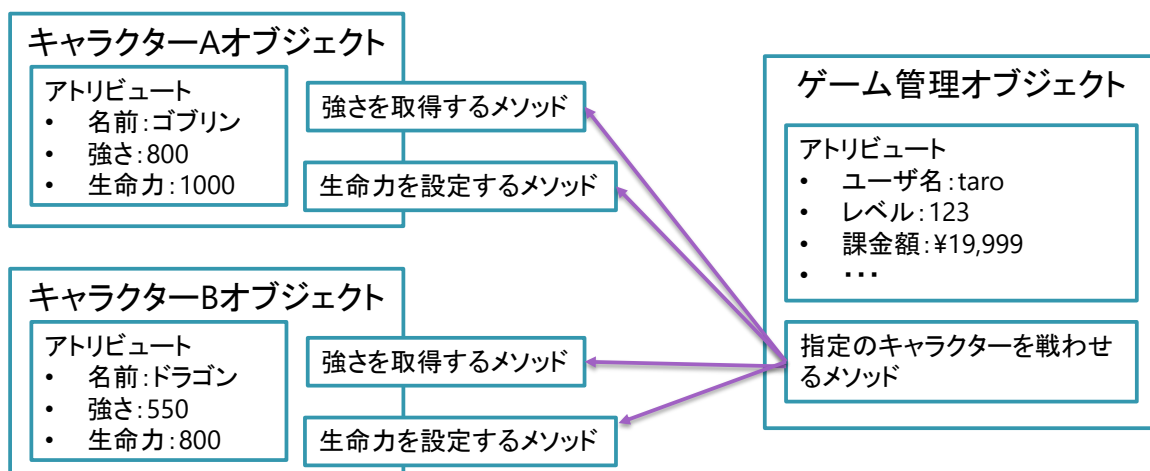 キャラクターAオブジェクト
アトリビュート
• 名前:ゴブリン
• 強さ:800
• 生命力:1000
強さを取得するメソッド
生命力を設定するメソッド
キャラクターBオブジェクト
アトリビュート
• 名前:ドラゴン
• 強さ:550
• 生命力:800
強さを取得するメソッド
生命力を設定するメソッド
ゲーム管理オブジェクト
アトリビュート
• ユーザ名:taro
• レベル:123
• 課金額:¥19,999
• ・・・
指定のキャラクターを戦わせ
るメソッド